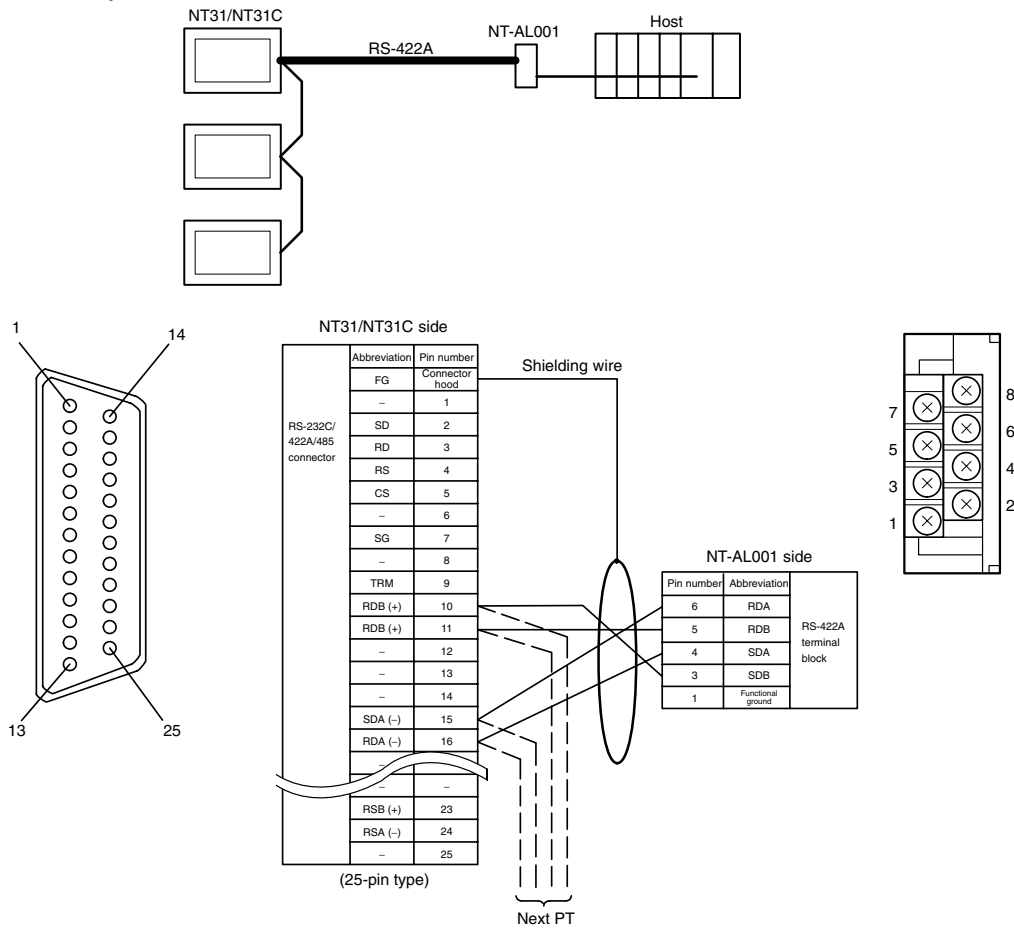 NT31/NT31C
NT-AL001
Host
RS-422A
1
14
13
25
NT31/NT31C side
RS-232C/
422A/485
connector
Abbreviation Pin number
FG Connector hood
– 1
SD 2
RD 3
RS 4
CS 5
– 6
SG 7
– 8
TRM 9
RDB (+) 10
RDB (+) 11
– 12
– 13
– 14
SDA (–) 15
RDA (–) 16
–
– –
RSB (+) 23
RSA (–) 24
– 25
(25-pin type)
Shielding wire
Next PT
NT-AL001 side
Pin number Abbreviation
6 RDA
5 RDB
4 SDA
3 SDB
1 Functional ground
RS-422A
terminal
block
8
7
6
5
4
3
2
1